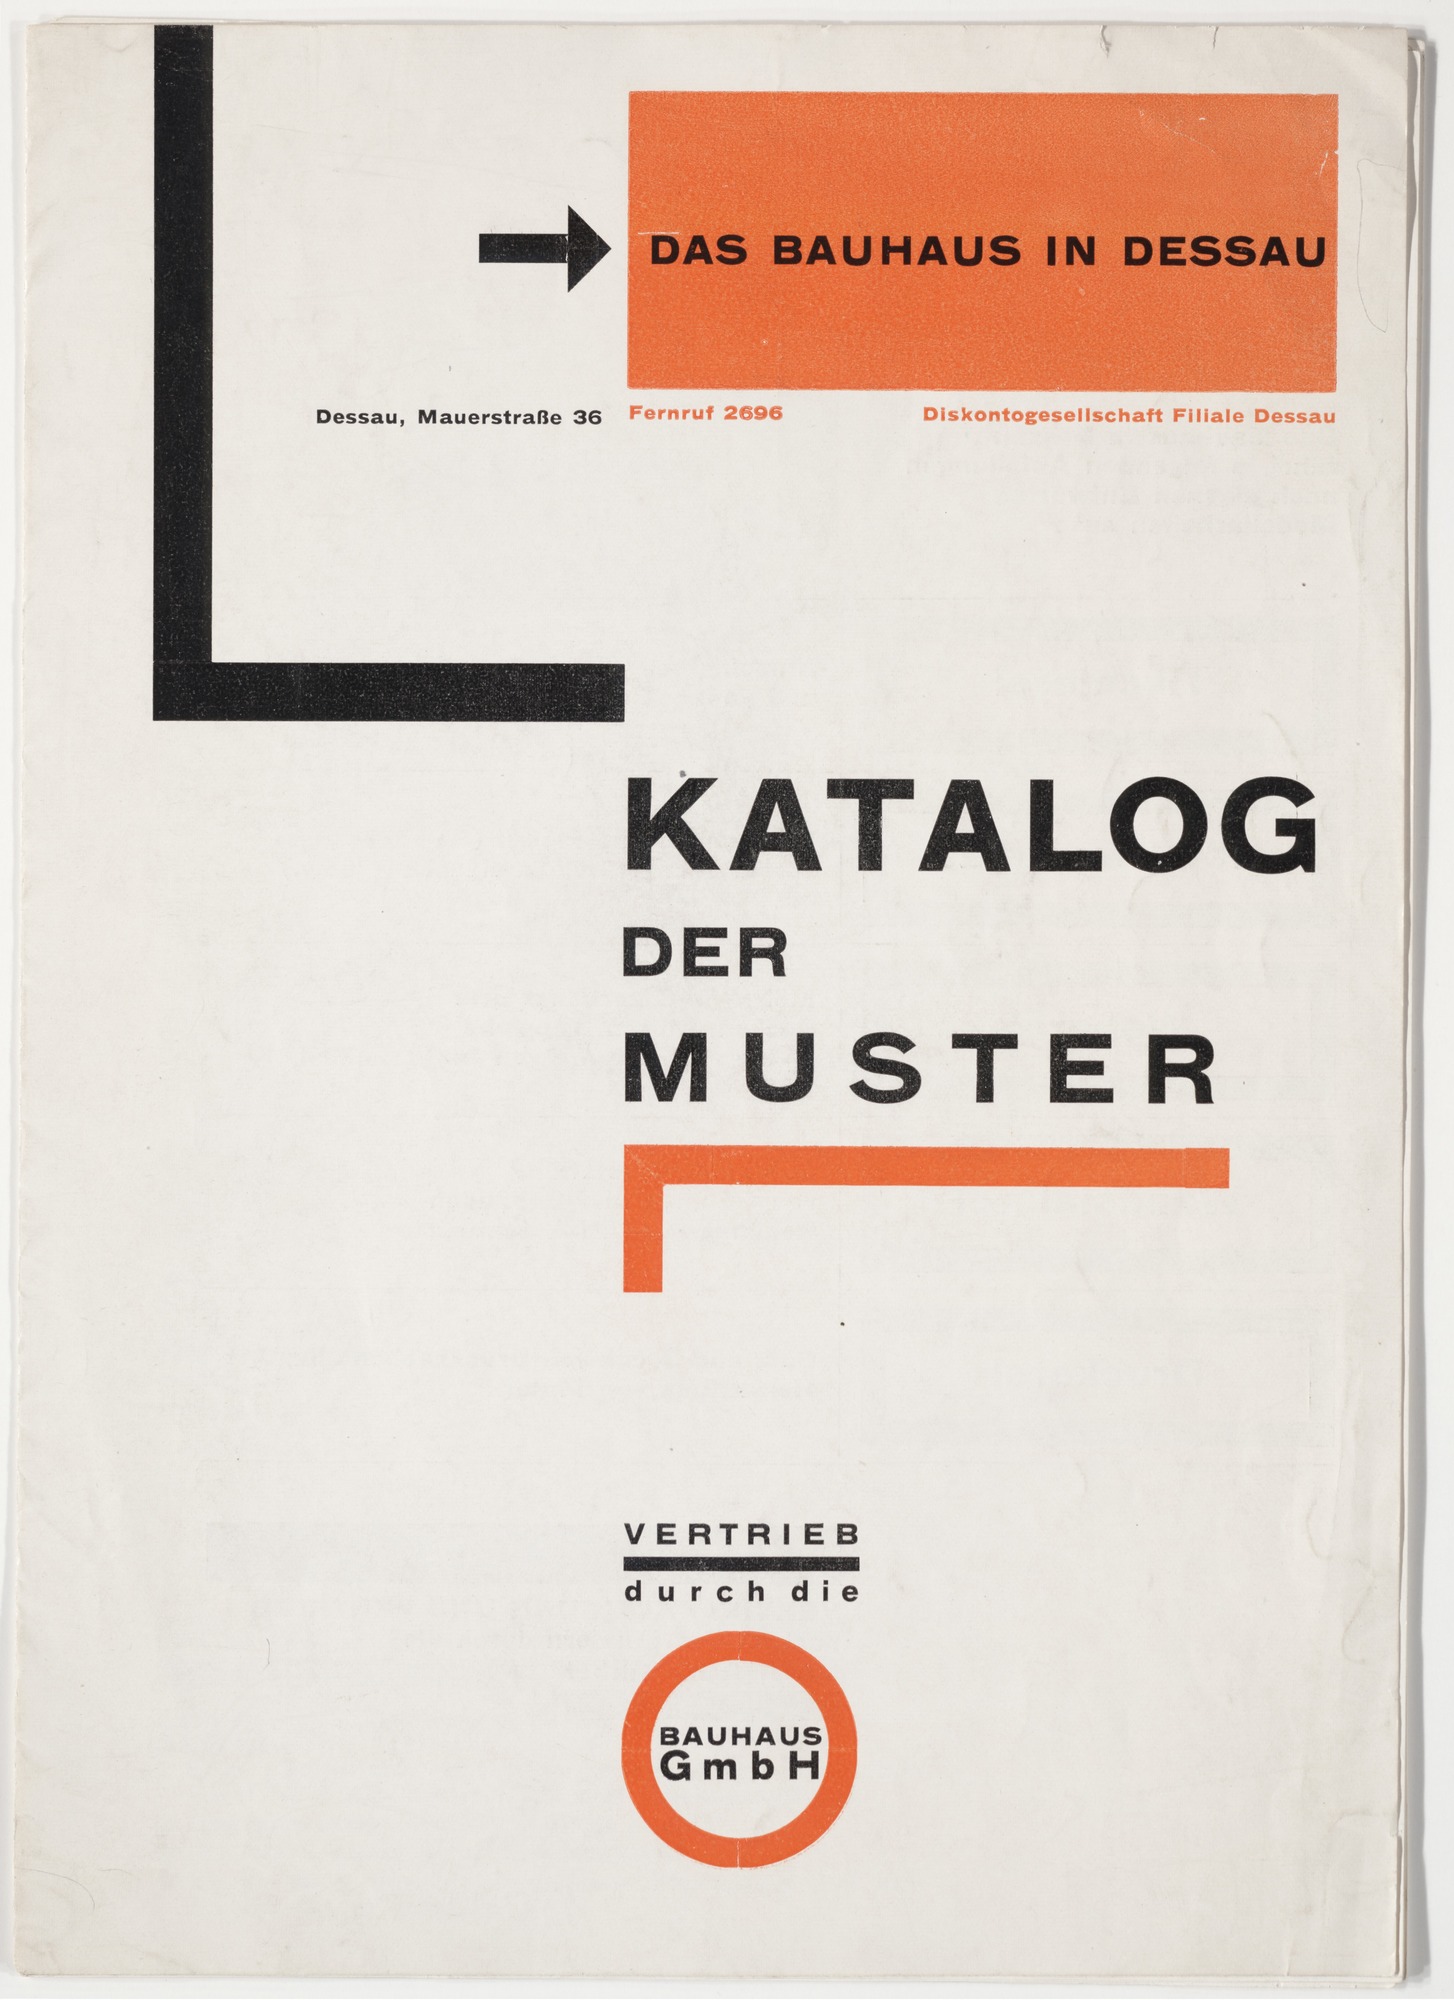 DAS BAUHAUS IN DESSAU
Dessau, Mauerstraße 36 Fernruf 2696 Diskontogesellschaft Filiale Dessau
KATALOG
DER
MUSTER
VERTRIEB
durch die
BAUHAUS
GmbH